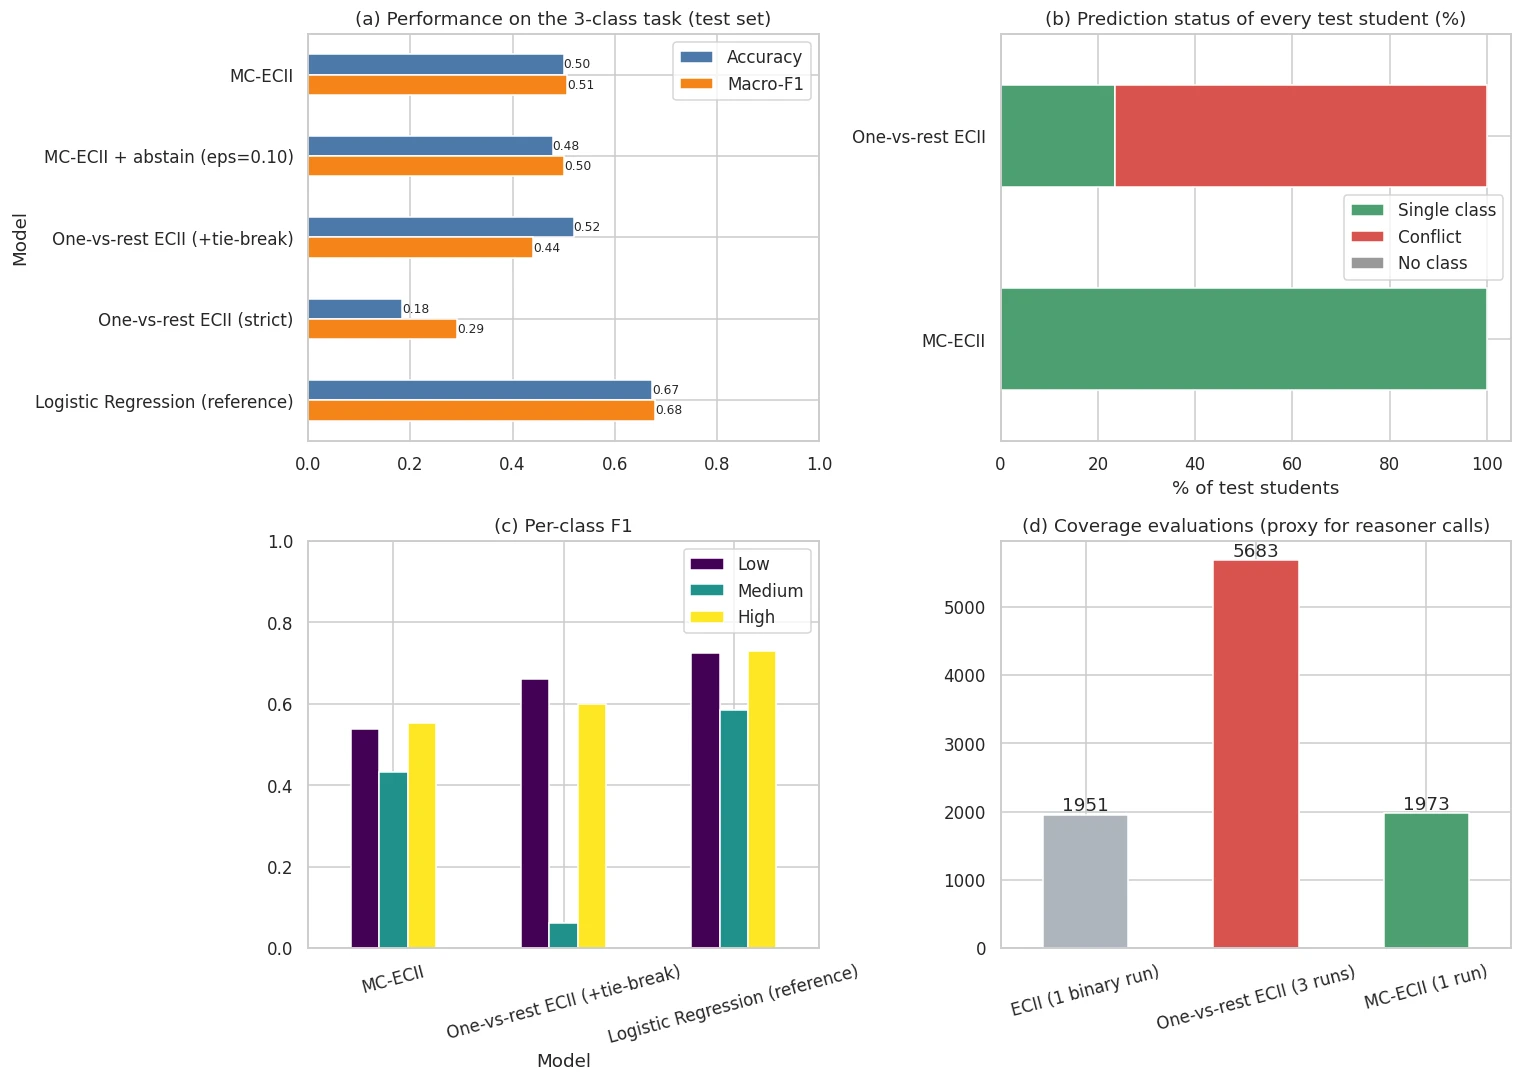 (a) Performance on the 3-class task (test set)
Model
MC-ECII
MC-ECII + abstain (eps=0.10)
One-vs-rest ECII (+tie-break)
One-vs-rest ECII (strict)
Logistic Regression (reference)
Accuracy
Macro-F1
0.50
0.51
0.48
0.50
0.52
0.44
0.18
0.29
0.67
0.68
0.0 0.2 0.4 0.6 0.8 1.0
(b) Prediction status of every test student (%)
One-vs-rest ECII
MC-ECII
Single class
Conflict
No class
0 20 40 60 80 100
% of test students
(c) Per-class F1
1.0
0.8
0.6
0.4
0.2
0.0
Low
Medium
High
MC-ECII
One-vs-rest ECII (+tie-break)
Logistic Regression (reference)
Model
(d) Coverage evaluations (proxy for reasoner calls)
5000
4000
3000
2000
1000
0
1951
5683
1973
ECII (1 binary run)
One-vs-rest ECII (3 runs)
MC-ECII (1 run)